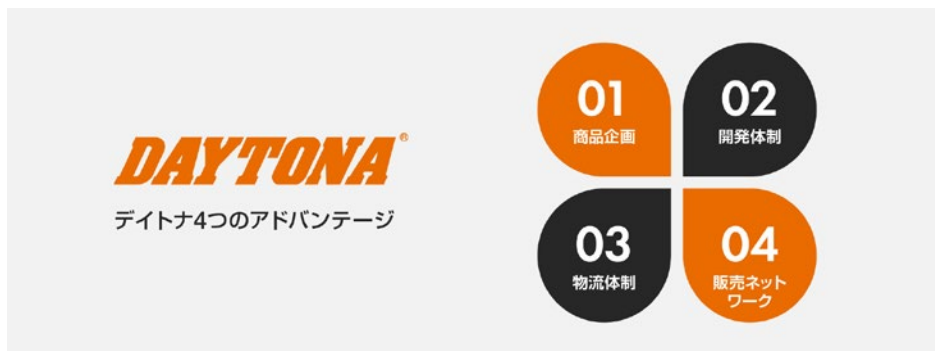 DAYTONA®
デイトナ4つのアドバンテージ
01
商品企画
02
開発体制
03
物流体制
04
販売ネット
ワーク